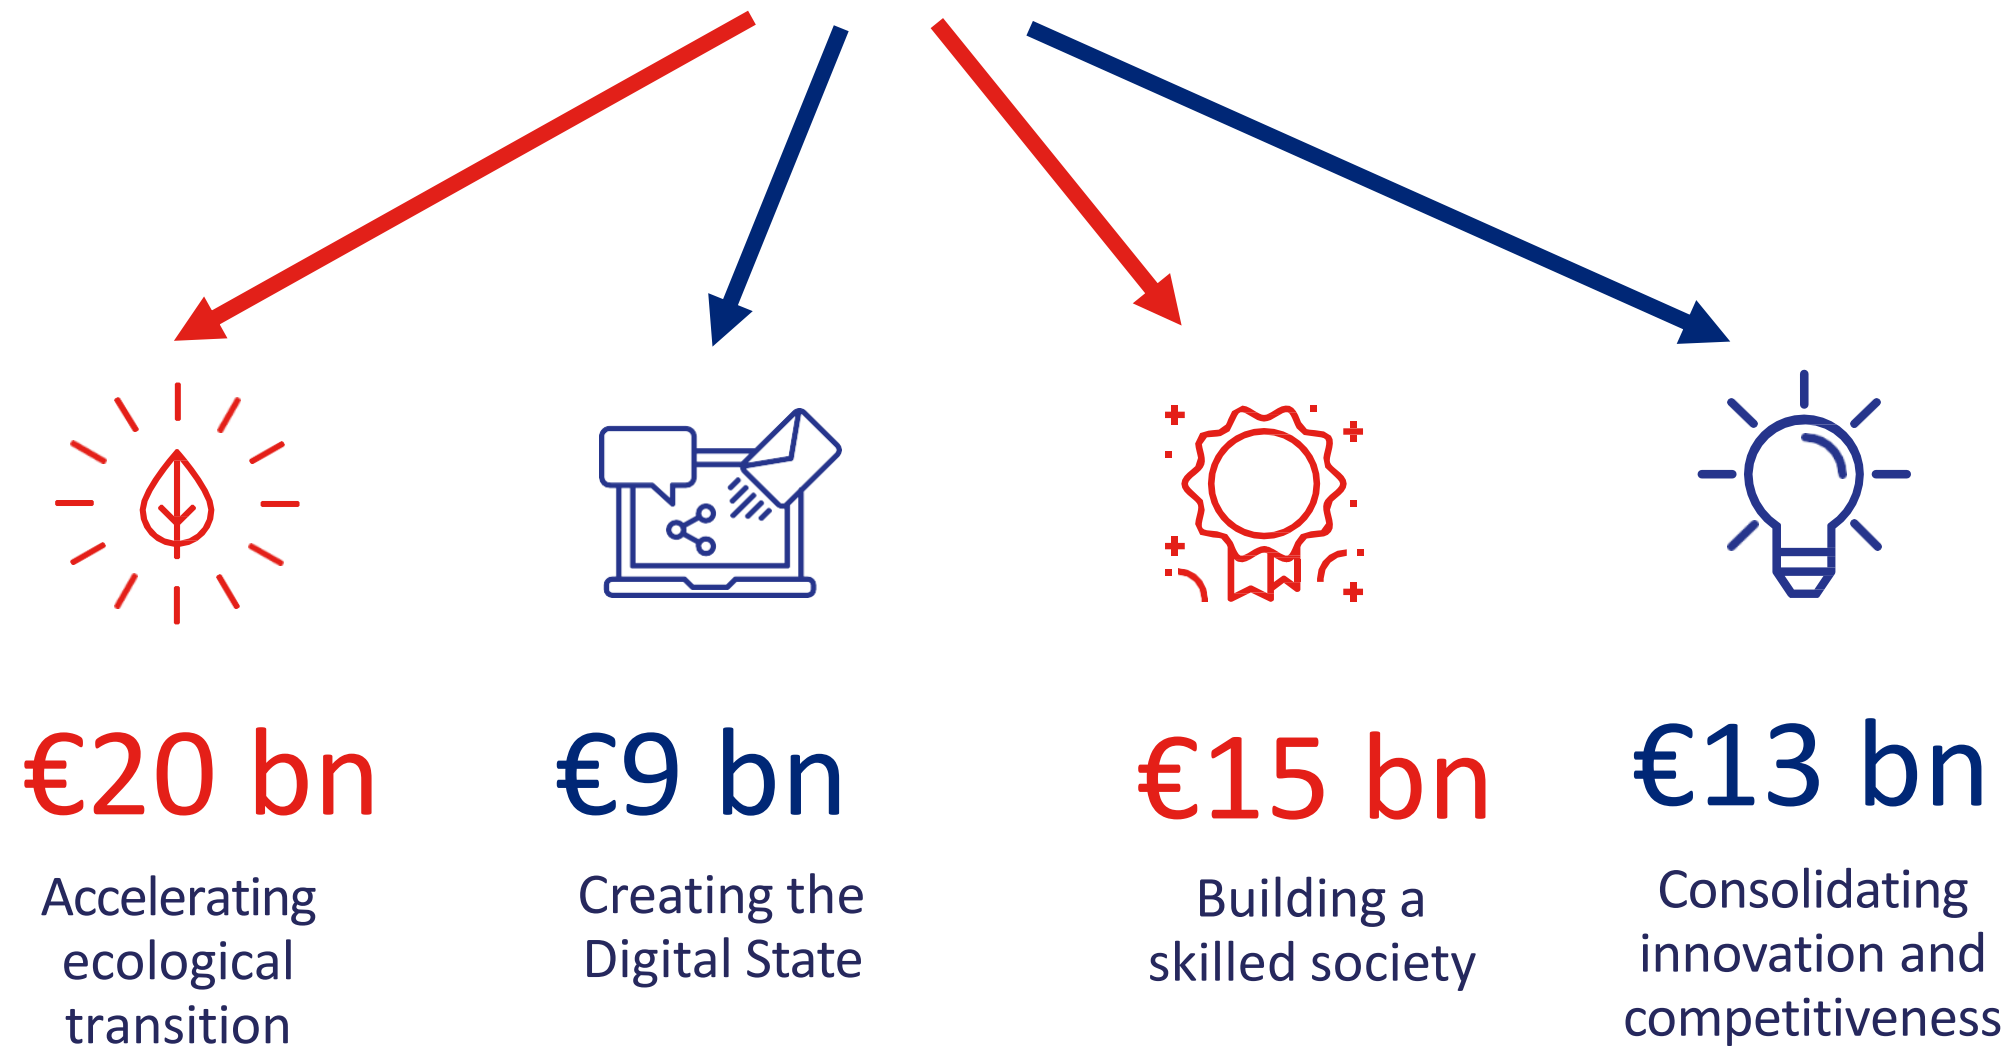 €20 bn
Accelerating
ecological
transition
€9 bn
Creating the
Digital State
€15 bn
Building a
skilled society
€13 bn
Consolidating
innovation and
competitiveness